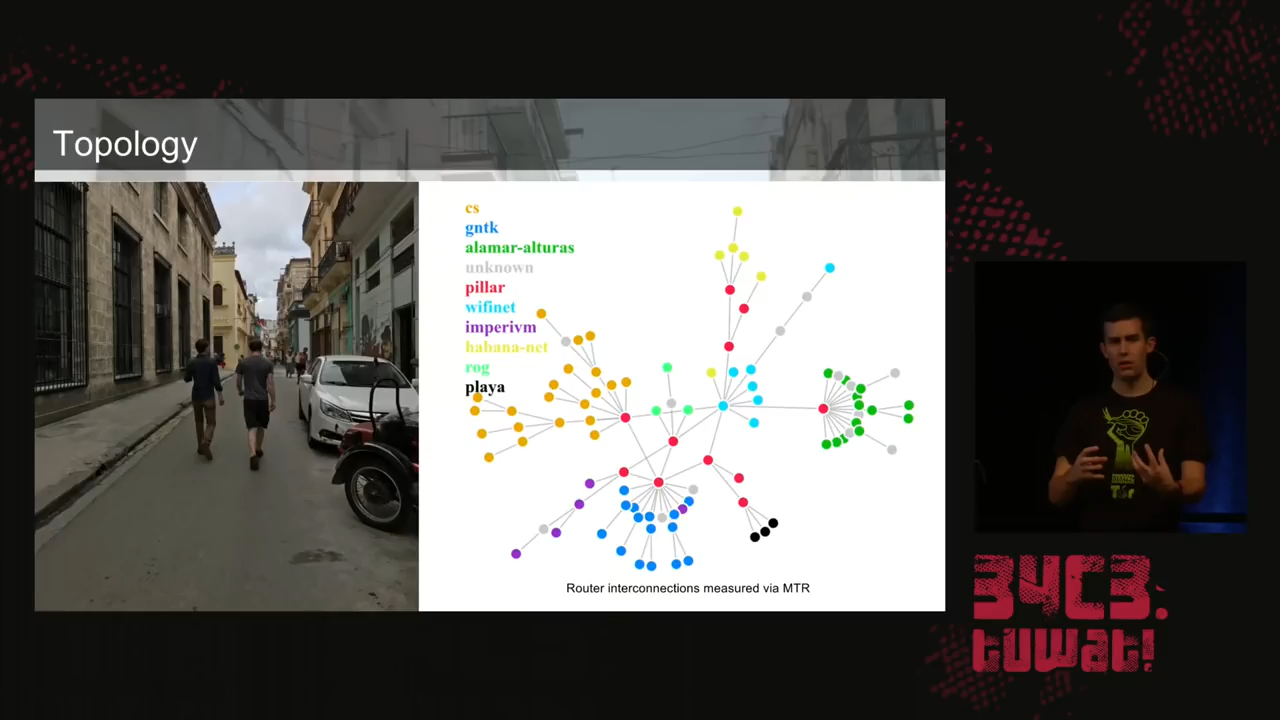 Topology
cs
gntk
alamar-alturas
unknown
pillar
wifinet
imperivm
habana-net
rog
playa
Router interconnections measured via MTR
34C3.
tuwat!